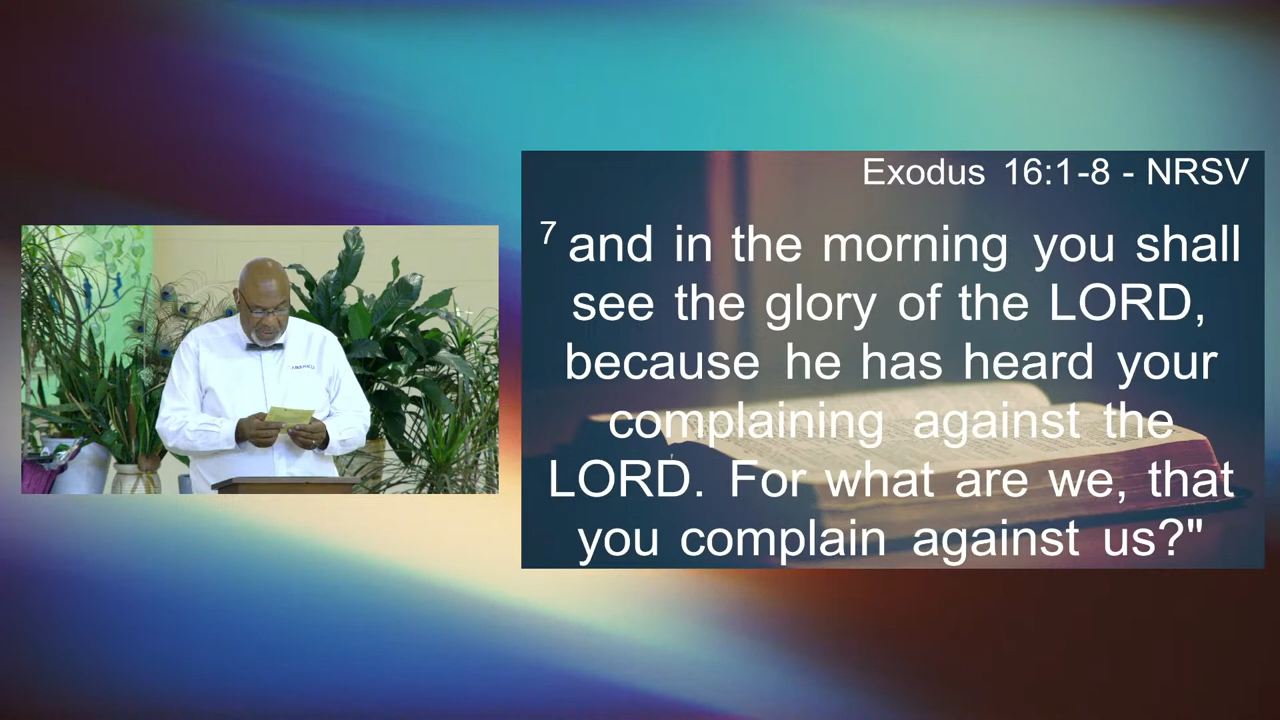 Exodus 16:1-8 - NRSV
7 and in the morning you shall
see the glory of the LORD,
because he has heard your
complaining against the
LORD. For what are we, that
you complain against us?"